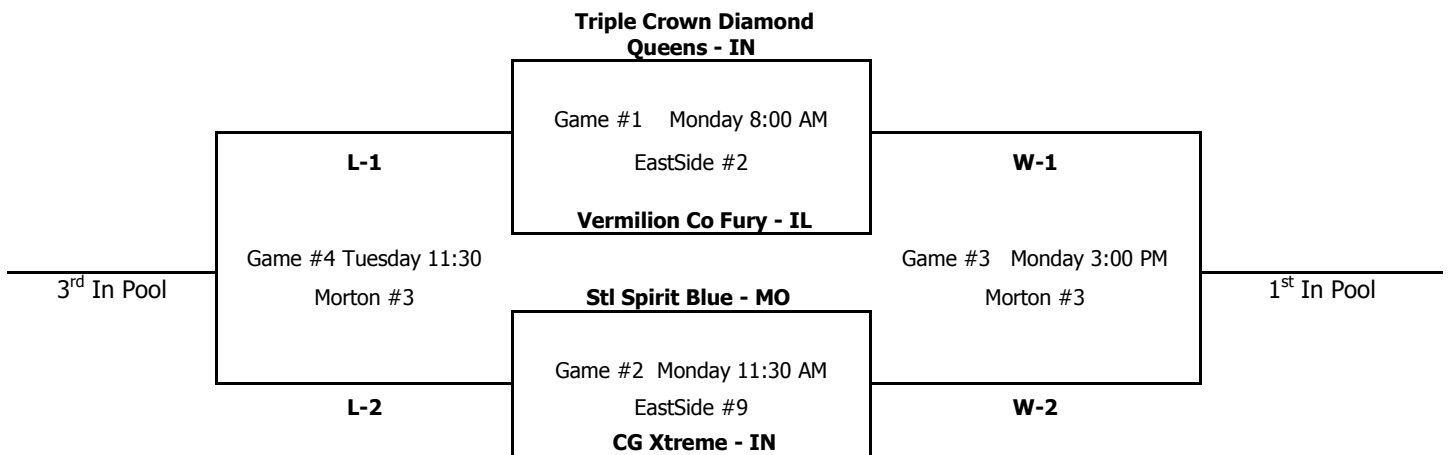 Triple Crown Diamond
Queens - IN
Game #1 Monday 8:00 AM
L-1
EastSide #2
W-1
Vermilion Co Fury - IL
Game #4 Tuesday 11:30
Game #3 Monday 3:00 PM
3rd In Pool
Morton #3
Stl Spirit Blue - MO
Morton #3
1st In Pool
Game #2 Monday 11:30 AM
L-2
EastSide #9
W-2
CG Xtreme - IN